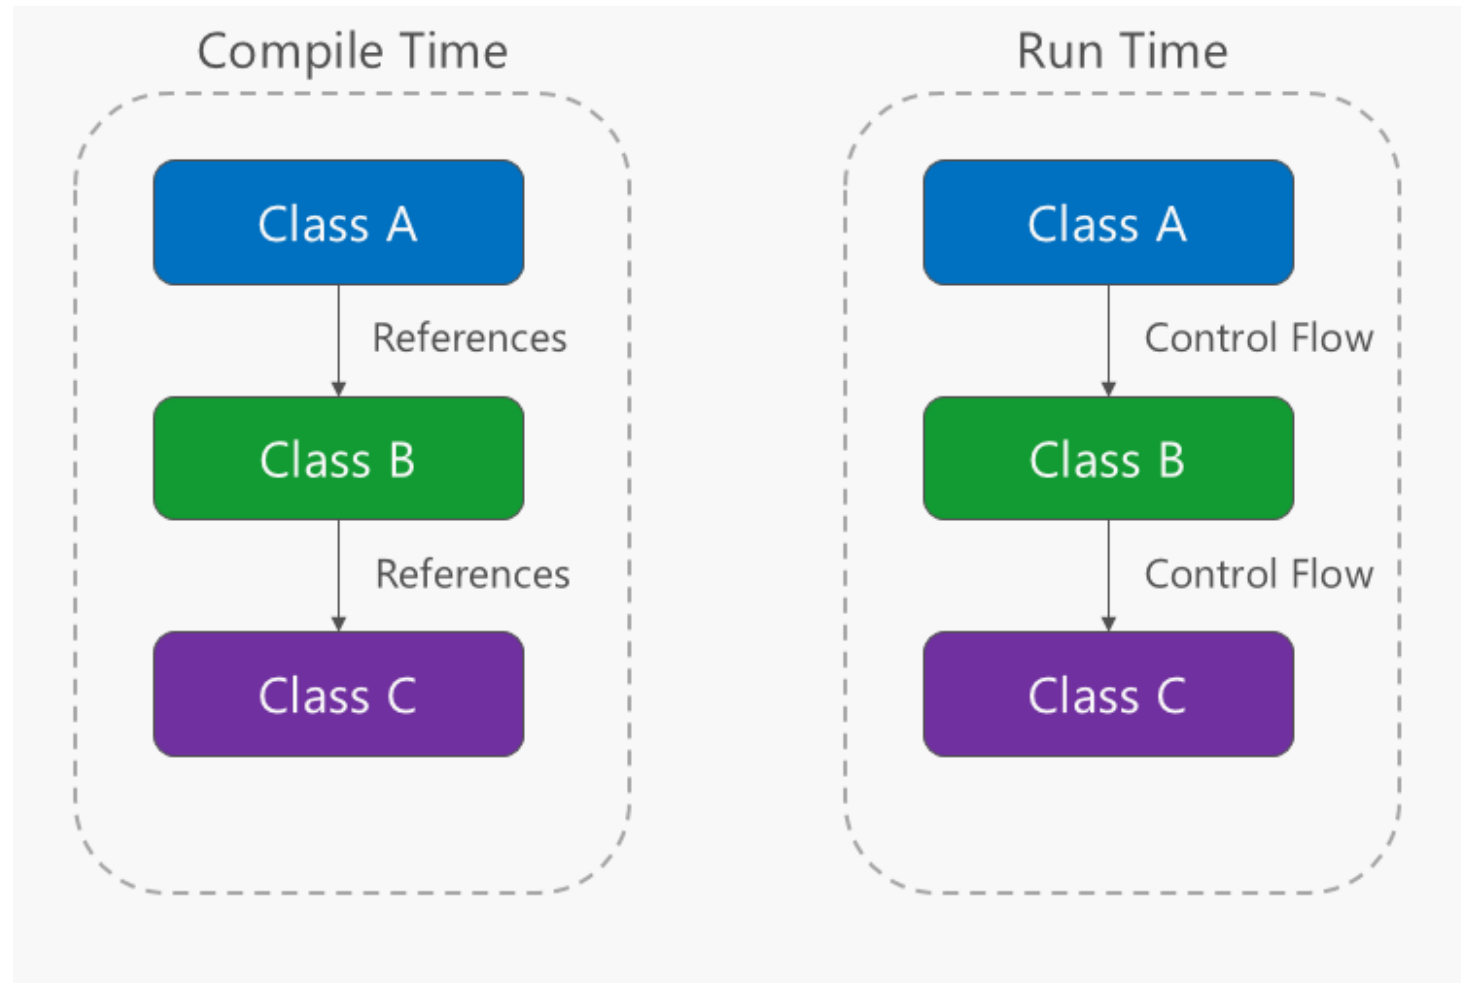 Compile Time
Class A
References
Class B
References
Class C
Run Time
Class A
Control Flow
Class B
Control Flow
Class C